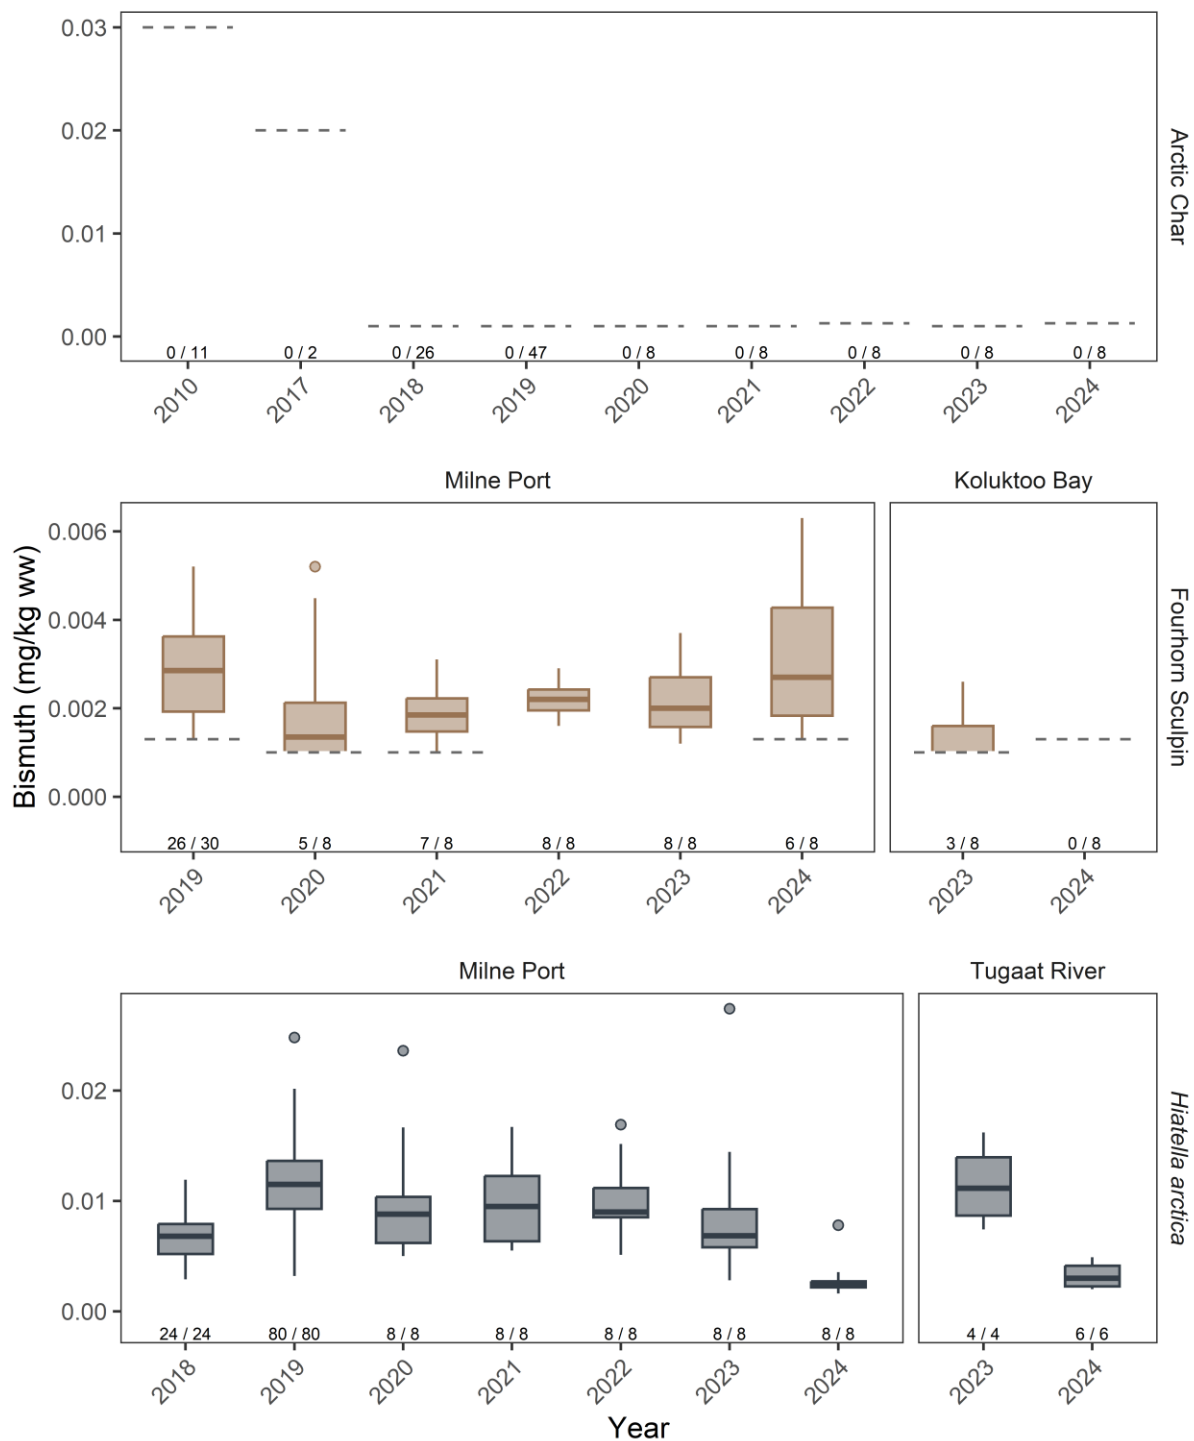 0.03
0.02
0.01
0.00
0 / 11 0 / 2 0 / 26 0 / 47 0 / 8 0 / 8 0 / 8 0 / 8 0 / 8
2010 2017 2018 2019 2020 2021 2022 2023 2024
Arctic Char
Milne Port Koluktoo Bay
Bismuth (mg/kg ww)
0.006
0.004
0.002
0.000
26 / 30 5 / 8 7 / 8 8 / 8 8 / 8 6 / 8 3 / 8 0 / 8
2019 2020 2021 2022 2023 2024 2023 2024
Fourhorn Sculpin
Milne Port Tugaat River
0.02
0.01
0.00
24 / 24 80 / 80 8 / 8 8 / 8 8 / 8 8 / 8 8 / 8 4 / 4 6 / 6
2018 2019 2020 2021 2022 2023 2024 2023 2024
Hiatella arctica
Year